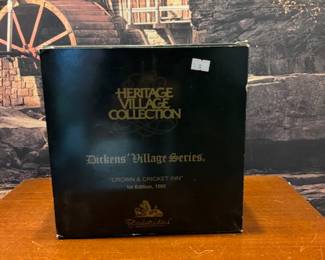 HERITAGE
VILLAGE
COLLECTION
Dickens' Village Series®
"CROWN & CRICKET INN"
1st Edition, 1992